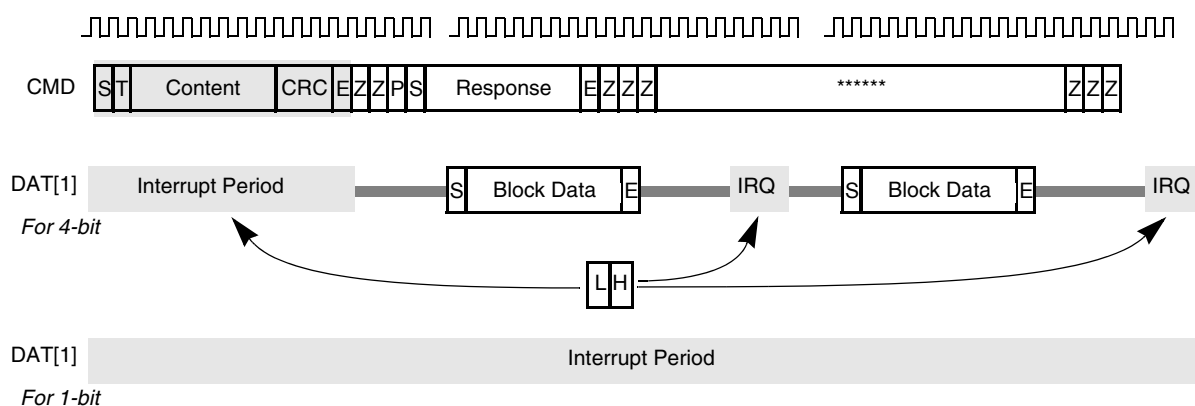 CMD S T Content CRC E Z Z P S Response E Z Z Z ****** Z Z Z
DAT[1] Interrupt Period S Block Data E IRQ S Block Data E IRQ
For 4-bit
L H
DAT[1] Interrupt Period
For 1-bit